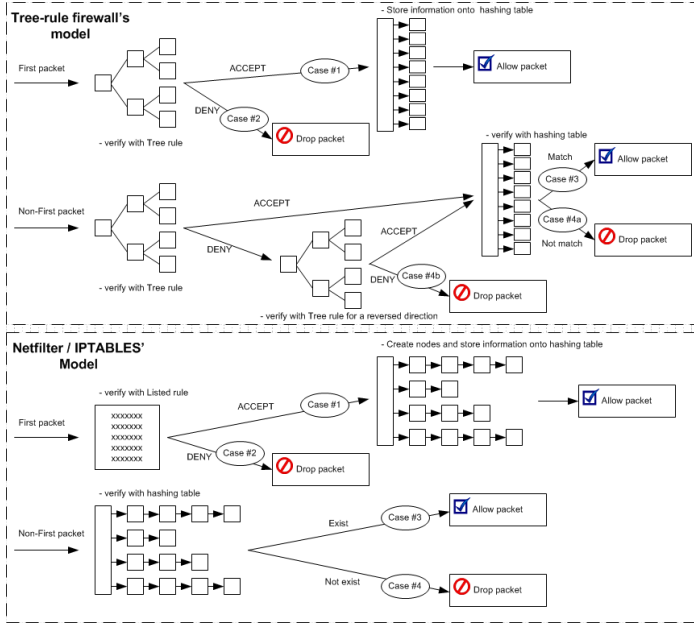 Tree-rule firewall's
model
- Store information onto hashing table
First packet
ACCEPT
Case #1
Allow packet
DENY
Case #2
Drop packet
- verify with Tree rule
- verify with hashing table
Match
Allow packet
Case #3
Non-First packet
ACCEPT
ACCEPT
Case #4a
Drop packet
DENY
Not match
DENY
Case #4b
Drop packet
- verify with Tree rule
- verify with Tree rule for a reversed direction
Netfilter / IPTABLES'
Model
- Create nodes and store information onto hashing table
- verify with Listed rule
First packet
xxxxxxx
xxxxxxx
xxxxxxx
xxxxxxx
xxxxxxx
ACCEPT
Case #1
Allow packet
DENY
Case #2
Drop packet
- verify with hashing table
Non-First packet
Exist
Case #3
Allow packet
Not exist
Case #4
Drop packet